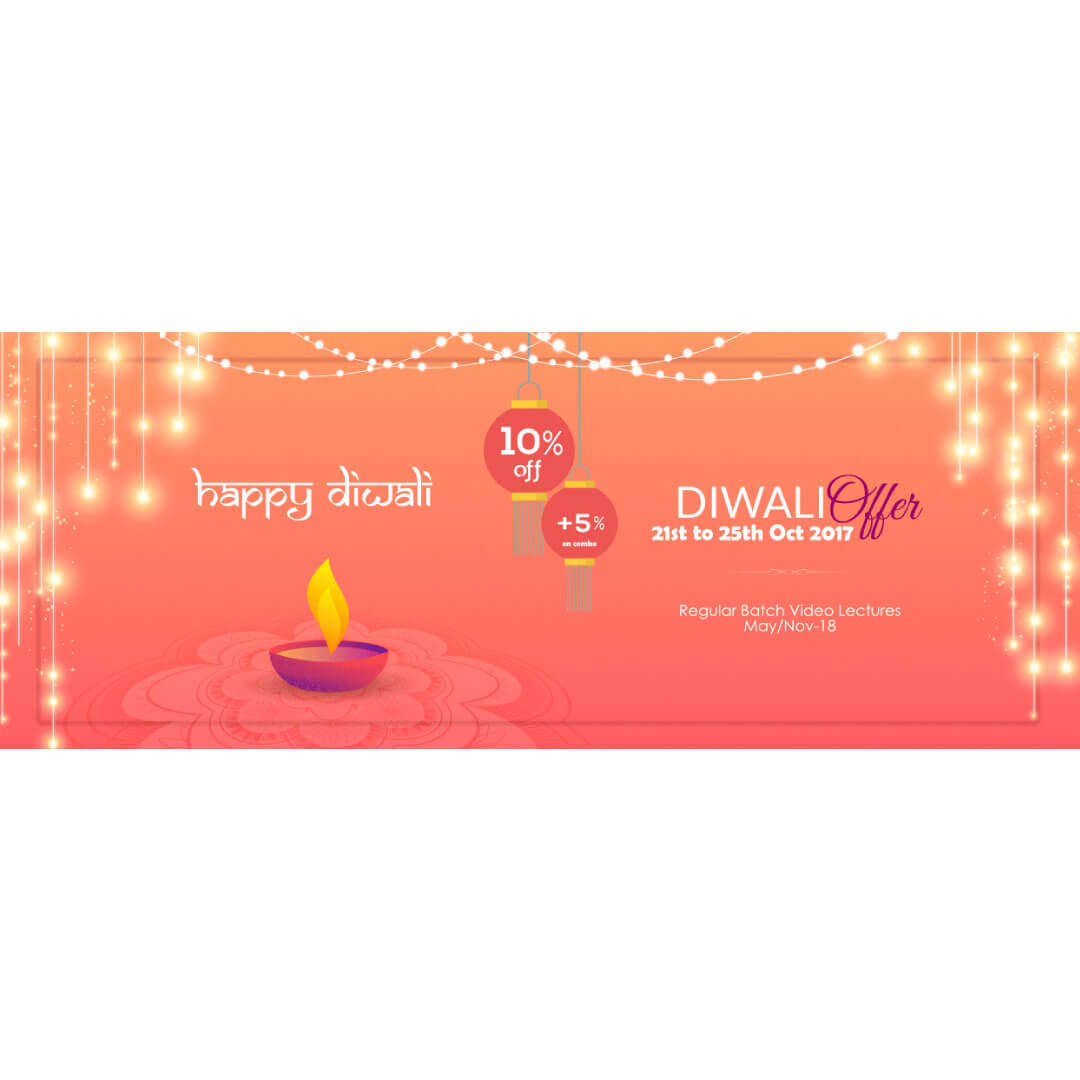 happy diwali
10%
off
+5%
on combo
DIWALI Offer
21st to 25th Oct 2017
Regular Batch Video Lectures
May/Nov-18